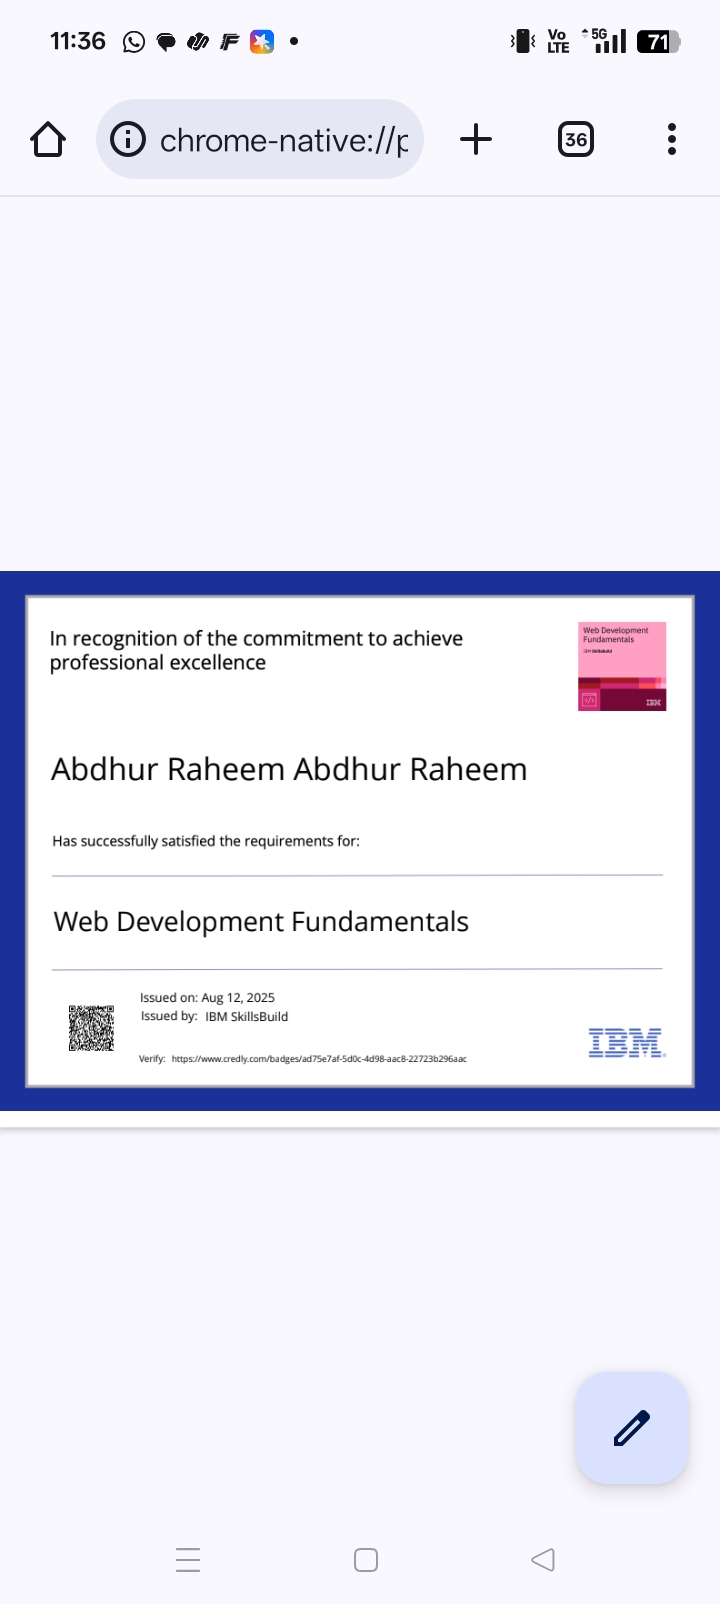 11:36
Vo
LTE
5G
71
chrome-native://p
36
In recognition of the commitment to achieve
professional excellence
Web Development
Fundamentals
IBM SkillsBuild
IBM
Abdhur Raheem Abdhur Raheem
Has successfully satisfied the requirements for:
Web Development Fundamentals
Issued on: Aug 12, 2025
Issued by: IBM SkillsBuild
Verify: https://www.credly.com/badges/ad75e7af-5d0c-4d98-aac8-22723b296aac
IBM